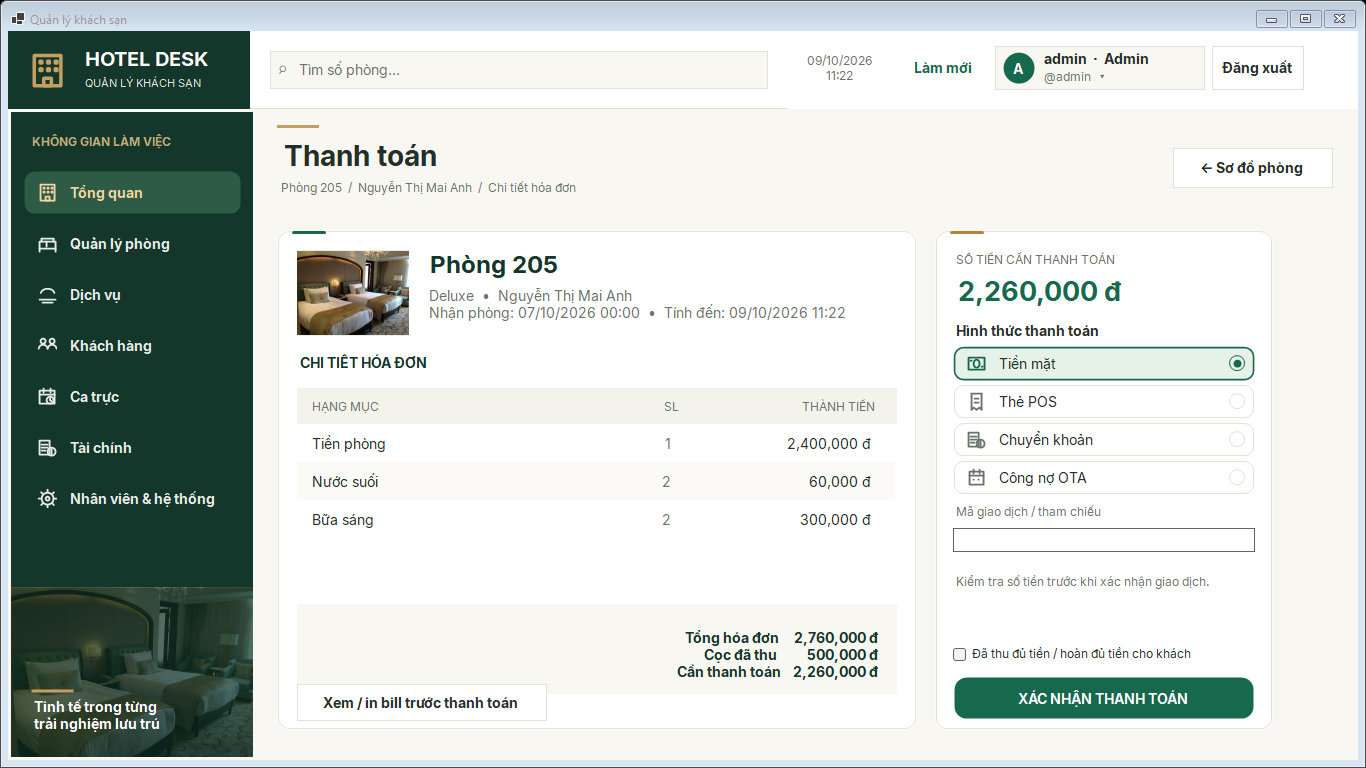 Quản lý khách sạn
HOTEL DESK
QUẢN LÝ KHÁCH SẠN
Tìm số phòng...
09/10/2026
11:22
Làm mới
A
admin · Admin
@admin
Đăng xuất
KHÔNG GIAN LÀM VIỆC
Tổng quan
Quản lý phòng
Dịch vụ
Khách hàng
Ca trực
Tài chính
Nhân viên & hệ thống
Tinh tế trong từng
trải nghiệm lưu trú
Thanh toán
Phòng 205 / Nguyễn Thị Mai Anh / Chi tiết hóa đơn
← Sơ đồ phòng
Phòng 205
Deluxe • Nguyễn Thị Mai Anh
Nhận phòng: 07/10/2026 00:00 • Tính đến: 09/10/2026 11:22
CHI TIẾT HÓA ĐƠN
HẠNG MỤC SL THÀNH TIỀN
Tiền phòng 1 2,400,000 đ
Nước suối 2 60,000 đ
Bữa sáng 2 300,000 đ
Tổng hóa đơn 2,760,000 đ
Cọc đã thu 500,000 đ
Cần thanh toán 2,260,000 đ
Xem / in bill trước thanh toán
SỐ TIỀN CẦN THANH TOÁN
2,260,000 đ
Hình thức thanh toán
Tiền mặt
Thẻ POS
Chuyển khoản
Công nợ OTA
Mã giao dịch / tham chiếu
Kiểm tra số tiền trước khi xác nhận giao dịch.
Đã thu đủ tiền / hoàn đủ tiền cho khách
XÁC NHẬN THANH TOÁN